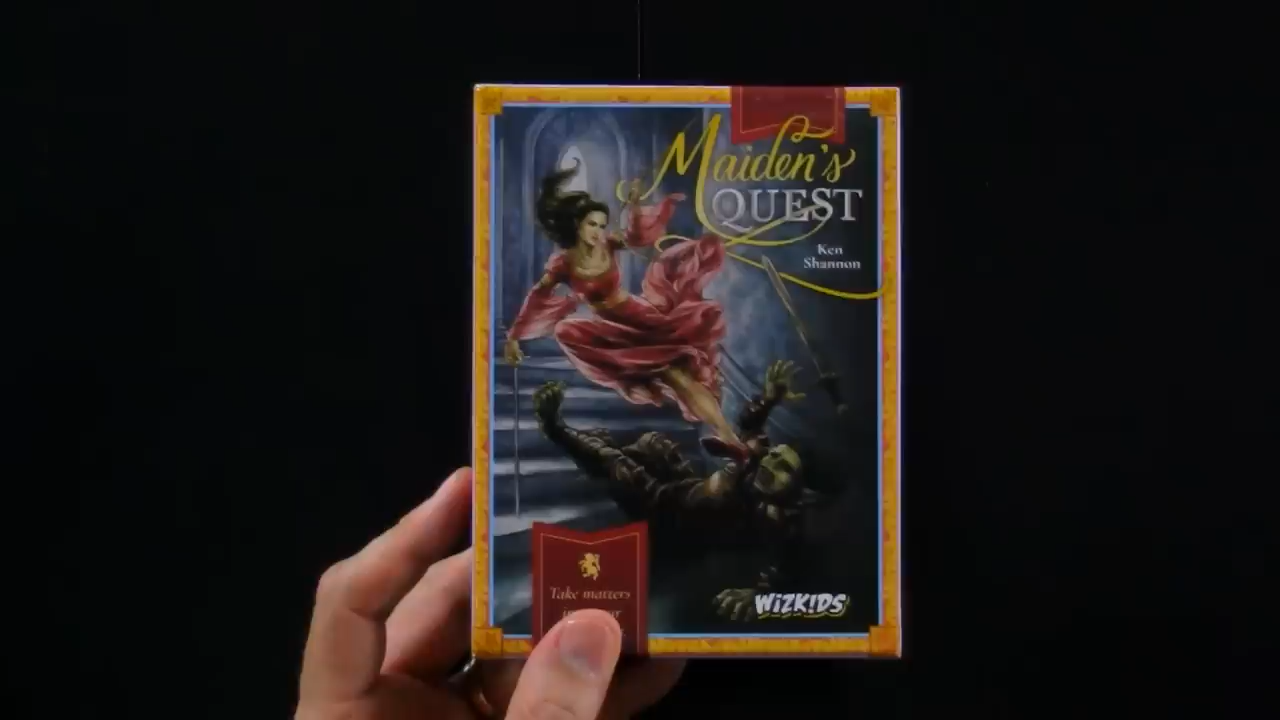 Maiden's
QUEST
Ken
Shannon
Take matters
WIZKIDS